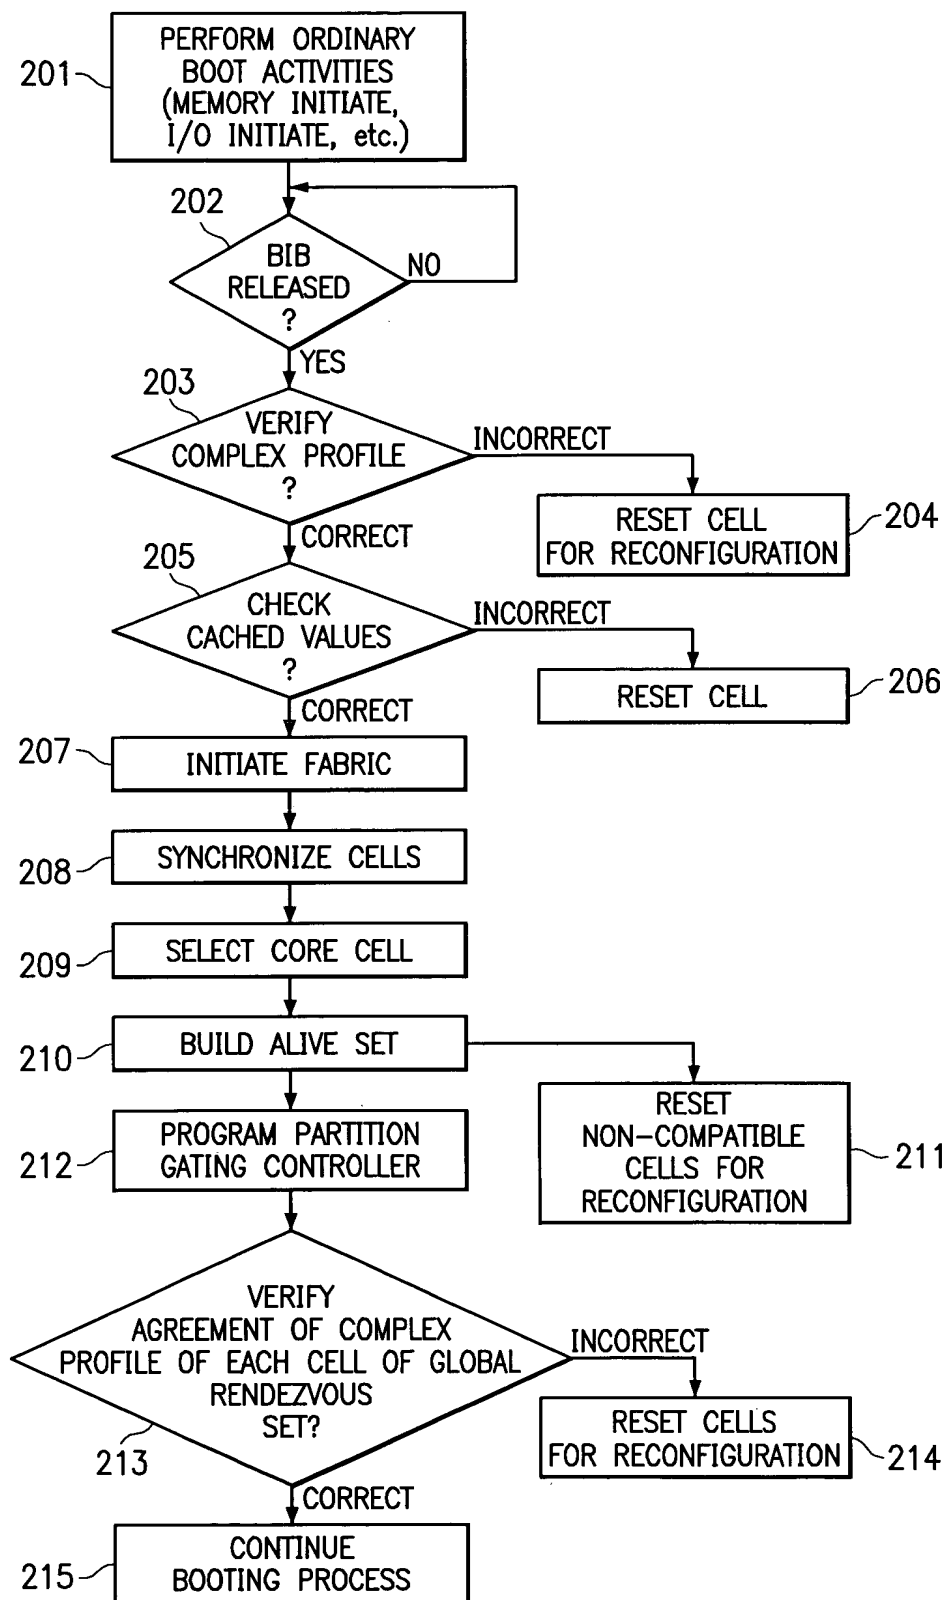 PERFORM ORDINARY
BOOT ACTIVITIES
(MEMORY INITIATE,
I/O INITIATE, etc.)
201
202
BIB
RELEASED
?
NO
YES
203
VERIFY
COMPLEX PROFILE
?
INCORRECT
RESET CELL
FOR RECONFIGURATION
204
CORRECT
205
CHECK
CACHED VALUES
?
INCORRECT
RESET CELL
206
CORRECT
207
INITIATE FABRIC
208
SYNCHRONIZE CELLS
209
SELECT CORE CELL
210
BUILD ALIVE SET
RESET
NON-COMPATIBLE
CELLS FOR
RECONFIGURATION
211
212
PROGRAM PARTITION
GATING CONTROLLER
VERIFY
AGREEMENT OF COMPLEX
PROFILE OF EACH CELL OF GLOBAL
RENDEZVOUS
SET?
213
INCORRECT
RESET CELLS
FOR RECONFIGURATION
214
CORRECT
215
CONTINUE
BOOTING PROCESS